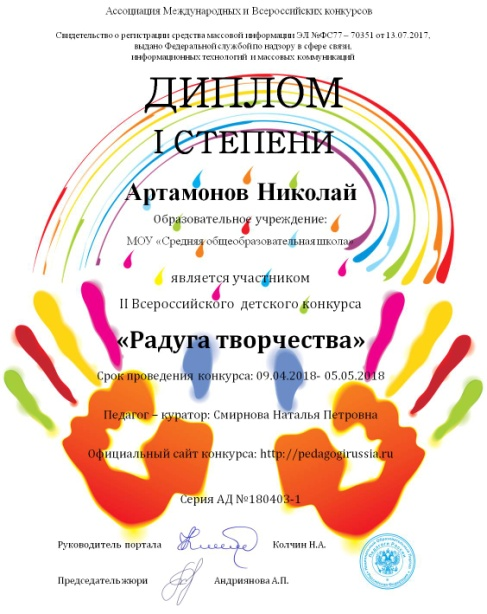 Ассоциация Международных и Всероссийских конкурсов
Свидетельство о регистрации средства массовой информации ЭЛ №ФС77 – 70351 от 13.07.2017,
выдано Федеральной службой по надзору в сфере связи,
информационных технологий и массовых коммуникаций
ДИПЛОМ
I СТЕПЕНИ
Артамонов Николай
Образовательное учреждение:
МОУ «Средняя общеобразовательная школа»
является участником
II Всероссийского детского конкурса
«Радуга творчества»
Срок проведения конкурса: 09.04.2018- 05.05.2018
Педагог – куратор: Смирнова Наталья Петровна
Официальный сайт конкурса: http://pedagogirussia.ru
Серия АД №180403-1
Руководитель портала Колчин Н.А.
Председатель жюри Андриянова А.П.